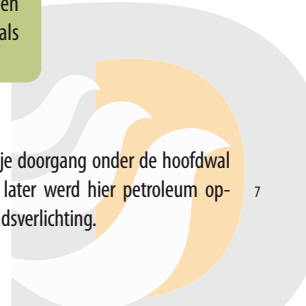 en
als
je doorgang onder de hoofdwal
later werd hier petroleum op-
dsverlichting.
7